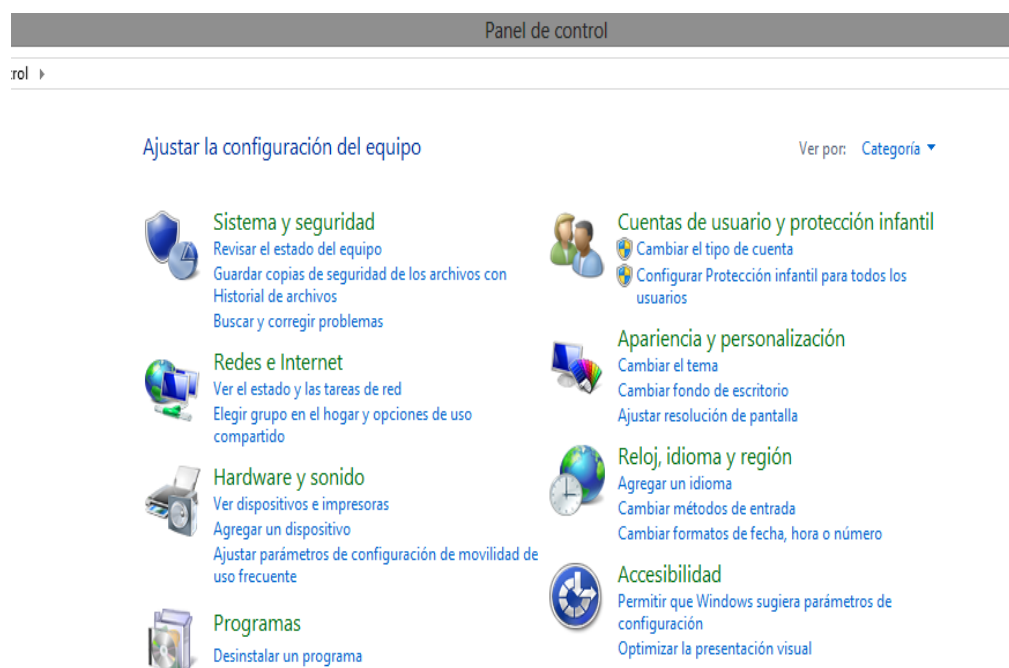 Panel de control
trol
Ajustar la configuración del equipo
Ver por: Categoría
Sistema y seguridad
Revisar el estado del equipo
Guardar copias de seguridad de los archivos con
Historial de archivos
Buscar y corregir problemas
Redes e Internet
Ver el estado y las tareas de red
Elegir grupo en el hogar y opciones de uso
compartido
Hardware y sonido
Ver dispositivos e impresoras
Agregar un dispositivo
Ajustar parámetros de configuración de movilidad de
uso frecuente
Programas
Desinstalar un programa
Cuentas de usuario y protección infantil
Cambiar el tipo de cuenta
Configurar Protección infantil para todos los
usuarios
Apariencia y personalización
Cambiar el tema
Cambiar fondo de escritorio
Ajustar resolución de pantalla
Reloj, idioma y región
Agregar un idioma
Cambiar métodos de entrada
Cambiar formatos de fecha, hora o número
Accesibilidad
Permitir que Windows sugiera parámetros de
configuración
Optimizar la presentación visual